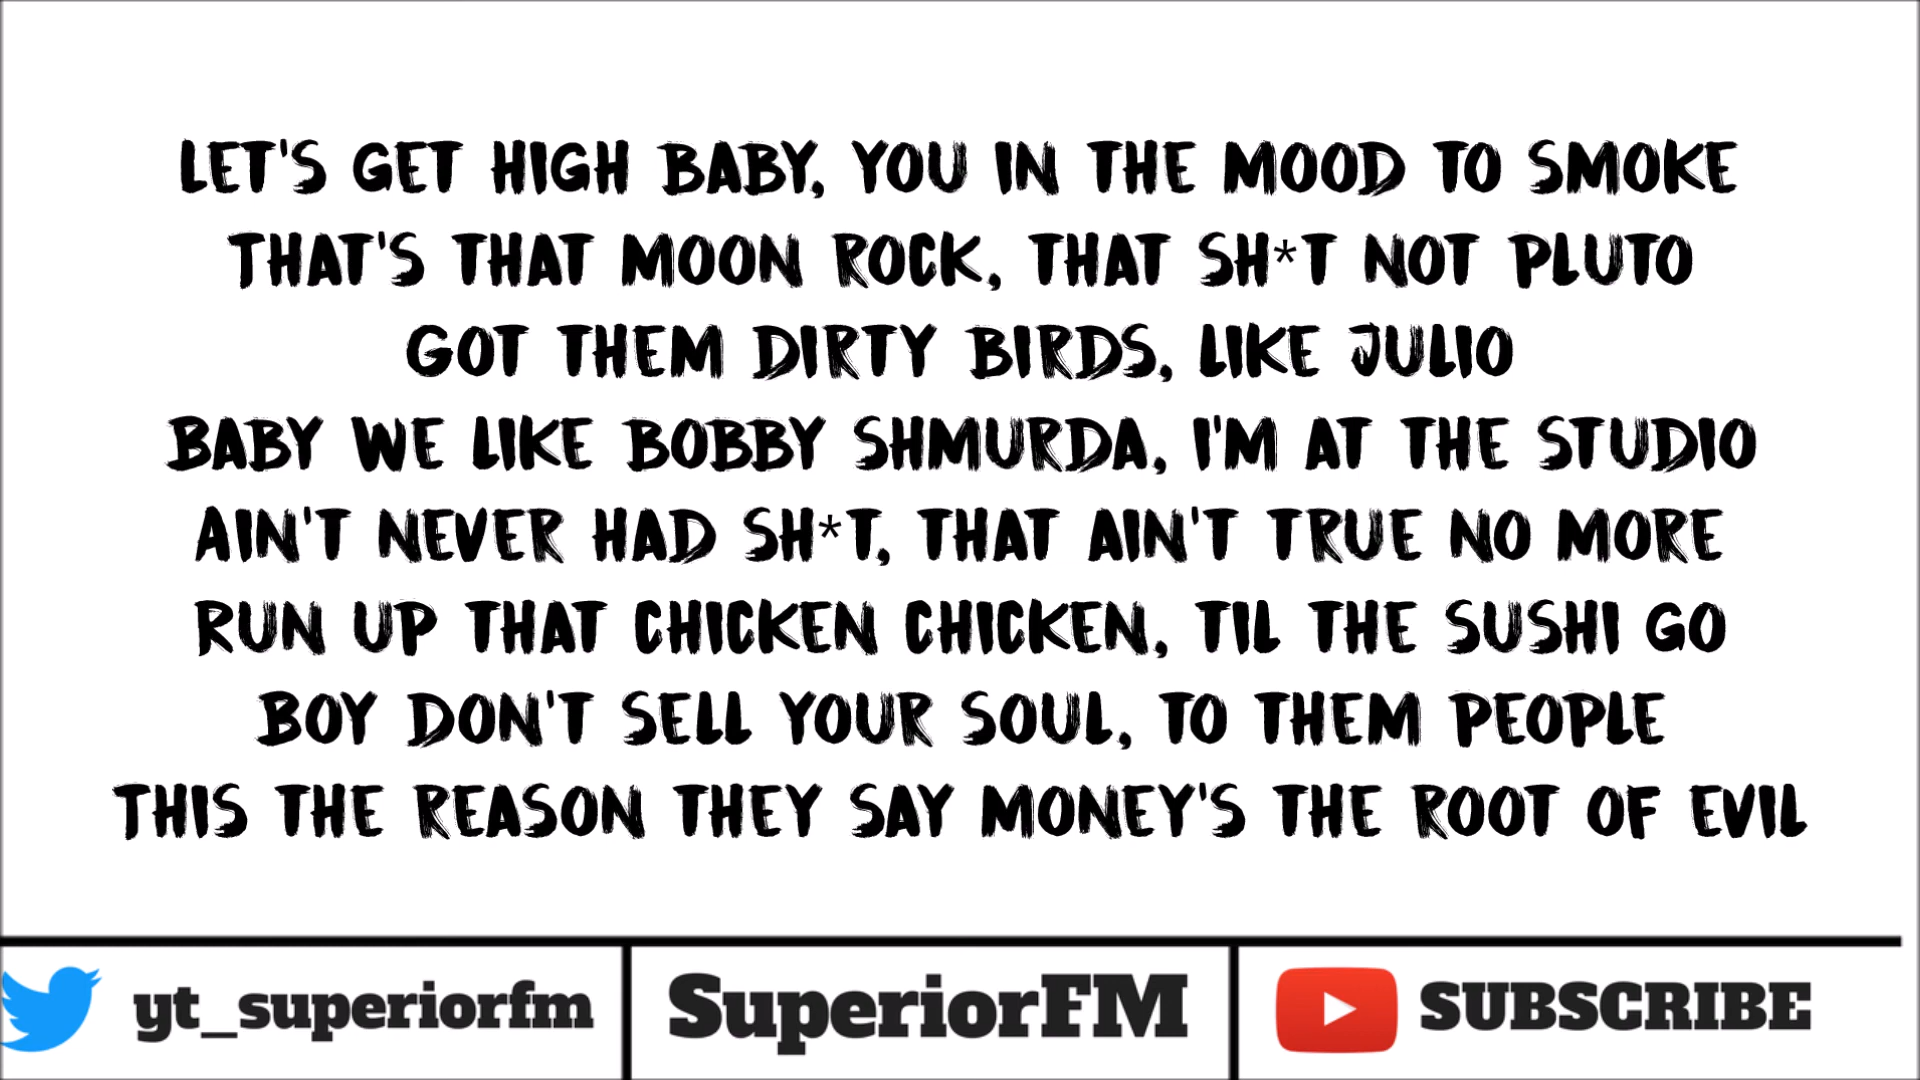 LET'S GET HIGH BABY, YOU IN THE MOOD TO SMOKE
THAT'S THAT MOON ROCK, THAT SH*T NOT PLUTO
GOT THEM DIRTY BIRDS, LIKE JULIO
BABY WE LIKE BOBBY SHMURDA, I'M AT THE STUDIO
AIN'T NEVER HAD SH*T, THAT AIN'T TRUE NO MORE
RUN UP THAT CHICKEN CHICKEN, TIL THE SUSHI GO
BOY DON'T SELL YOUR SOUL, TO THEM PEOPLE
THIS THE REASON THEY SAY MONEY'S THE ROOT OF EVIL
yt_superiorfm SuperiorFM SUBSCRIBE